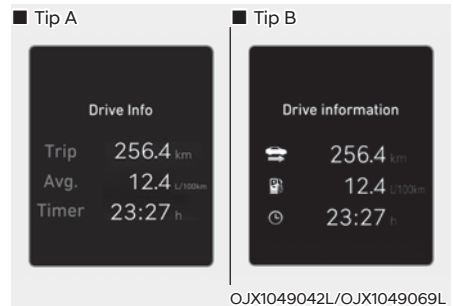 ■ Tip A
Drive Info
Trip 256.4 km
Avg. 12.4 L/100km
Timer 23:27 h
■ Tip B
Drive information
256.4 km
12.4 L/100km
23:27 h
OJX1049042L/OJX1049069L